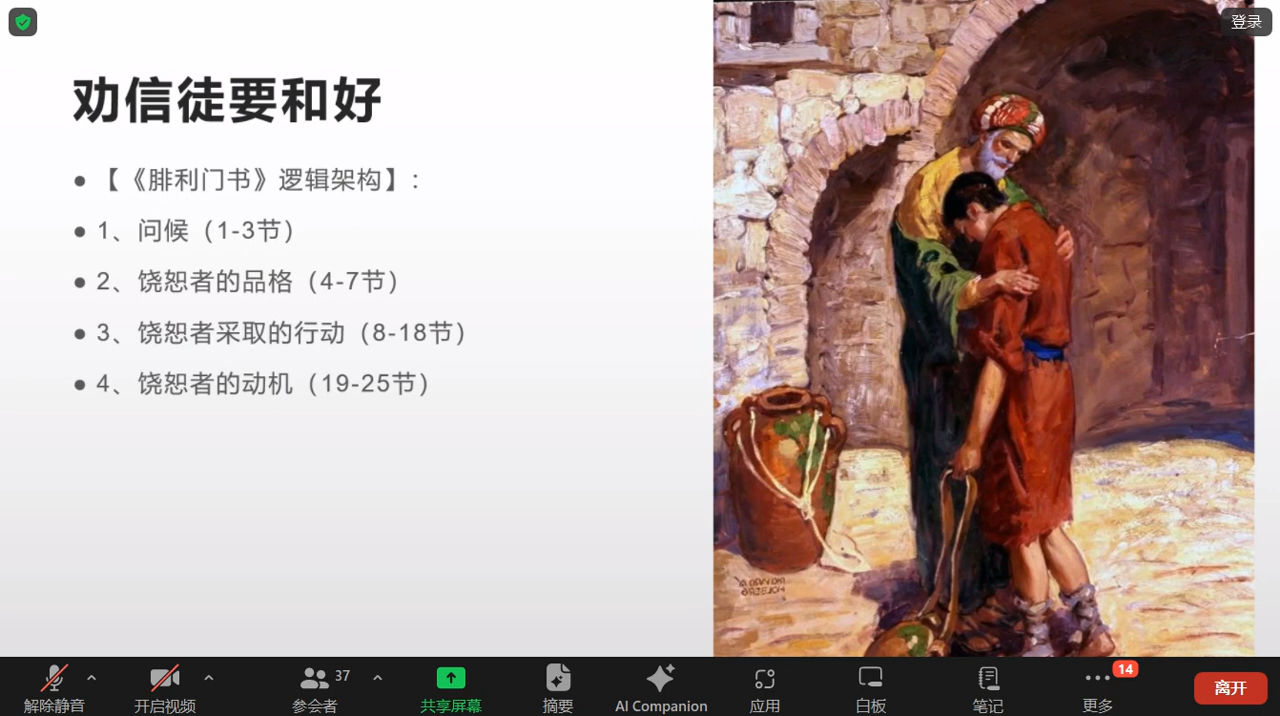 登录
劝信徒要和好
● 【《腓利门书》逻辑架构】:
● 1、问候（1-3节）
● 2、饶恕者的品格（4-7节）
● 3、饶恕者采取的行动（8-18节）
● 4、饶恕者的动机（19-25节）
37
14
解除静音 开启视频 参会者 共享屏幕 摘要 AI Companion 应用 白板 笔记 更多 离开